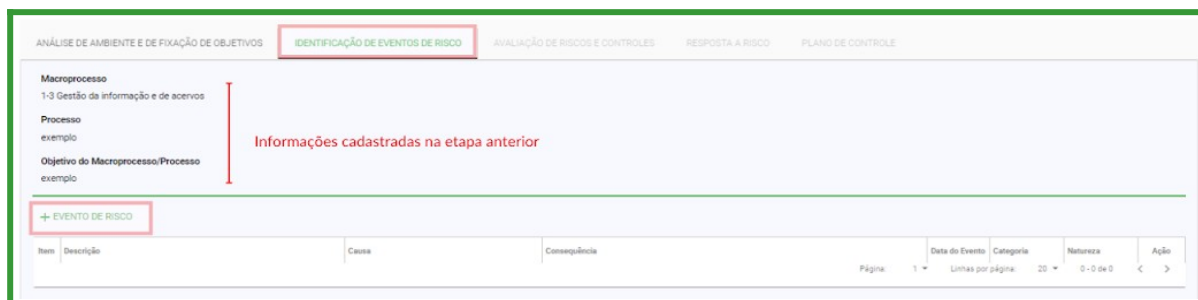 ANÁLISE DE AMBIENTE E DE FIXAÇÃO DE OBJETIVOS IDENTIFICAÇÃO DE EVENTOS DE RISCO AVALIAÇÃO DE RISCOS E CONTROLES RESPOSTA A RISCO PLANO DE CONTROLE
Macroprocesso
1-3 Gestão da informação e de acervos
Processo
exemplo
Informações cadastradas na etapa anterior
Objetivo do Macroprocesso/Processo
exemplo
+ EVENTO DE RISCO
Item Descrição Causa Consequência Data do Evento Categoria Natureza Ação
Página: 1 Linhas por página: 20 0 - 0 de 0 < >